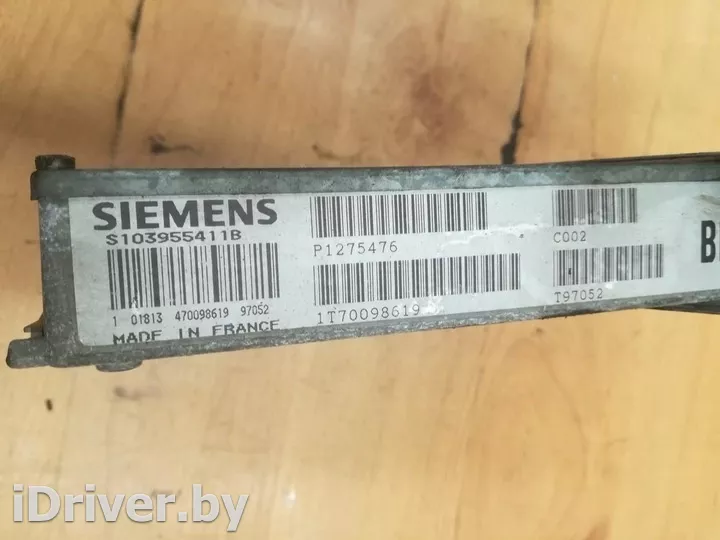 SIEMENS
S103955411B
1 01813 470098619 97052
MADE IN FRANCE
P1275476
1T70098619
C002
T97052
iDriver.by